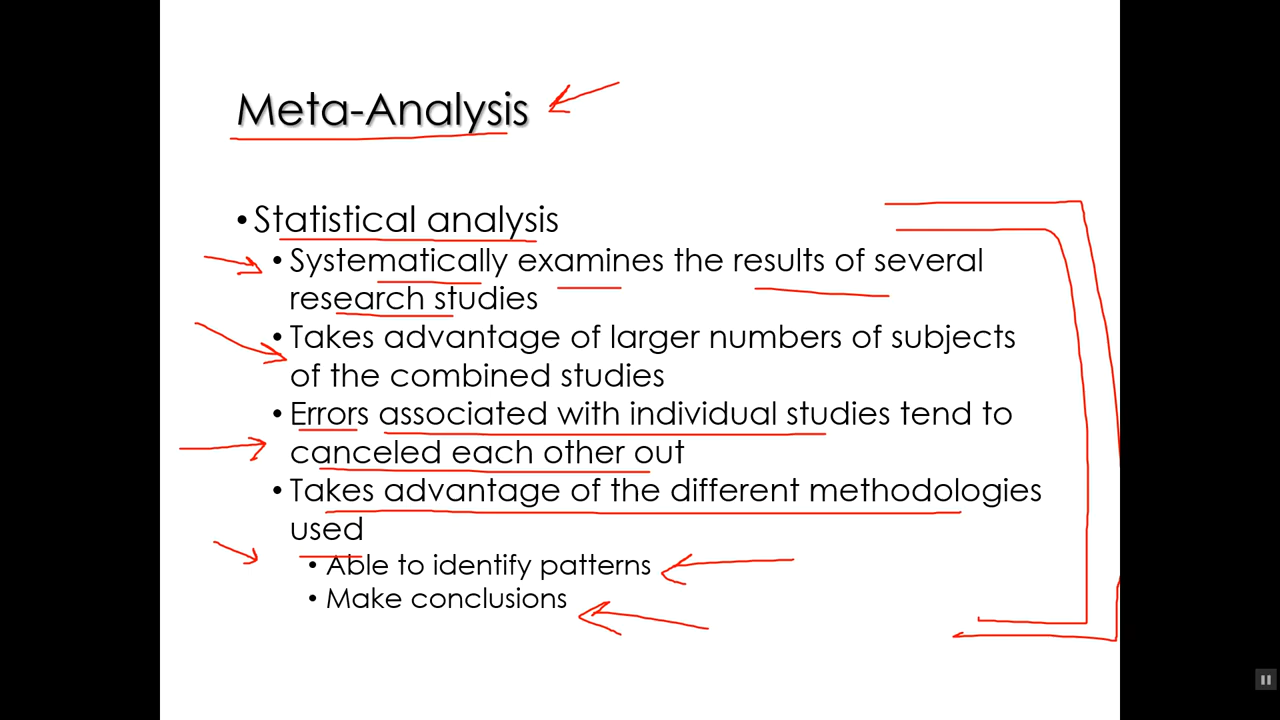 Meta-Analysis
• Statistical analysis
• Systematically examines the results of several
research studies
• Takes advantage of larger numbers of subjects
of the combined studies
• Errors associated with individual studies tend to
canceled each other out
• Takes advantage of the different methodologies
used
• Able to identify patterns
• Make conclusions